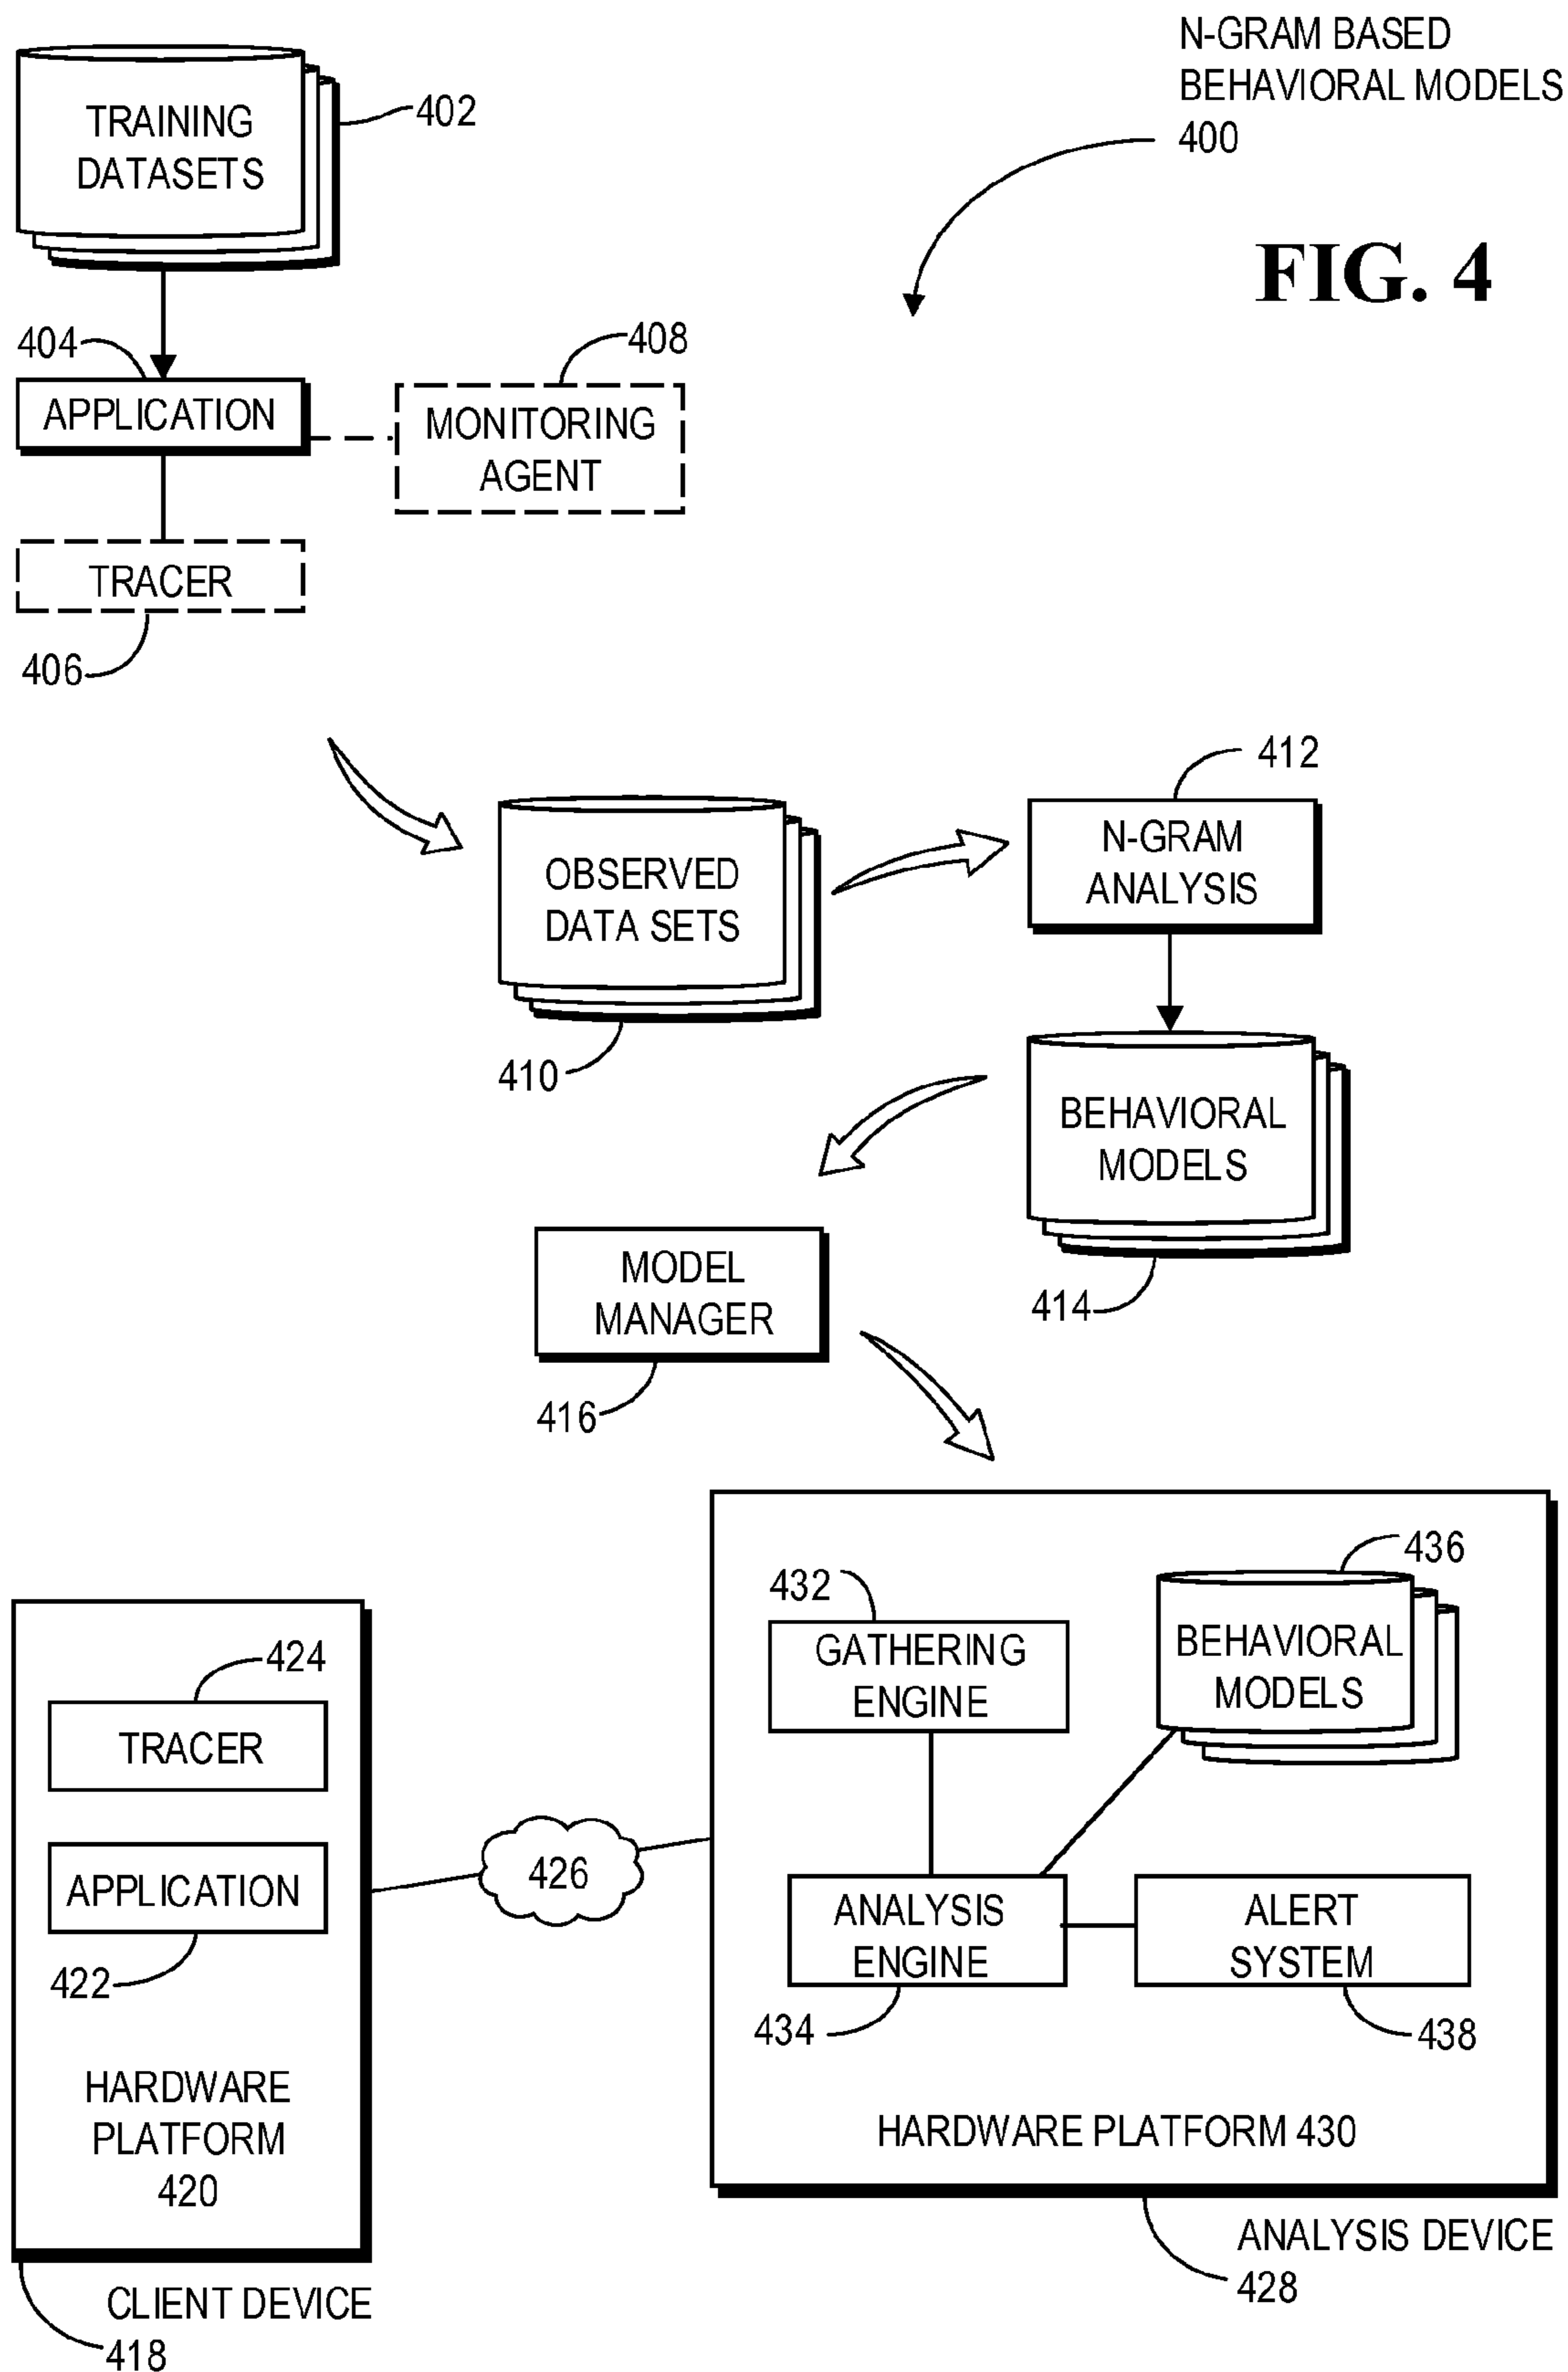 N-GRAM BASED
BEHAVIORAL MODELS
400
FIG. 4
TRAINING
DATASETS
402
404
APPLICATION
408
MONITORING
AGENT
TRACER
406
412
N-GRAM
ANALYSIS
OBSERVED
DATA SETS
410
BEHAVIORAL
MODELS
414
MODEL
MANAGER
416
436
432
GATHERING
ENGINE
BEHAVIORAL
MODELS
424
TRACER
426
APPLICATION
422
ANALYSIS
ENGINE
434
ALERT
SYSTEM
438
HARDWARE
PLATFORM
420
HARDWARE PLATFORM 430
ANALYSIS DEVICE
428
CLIENT DEVICE
418